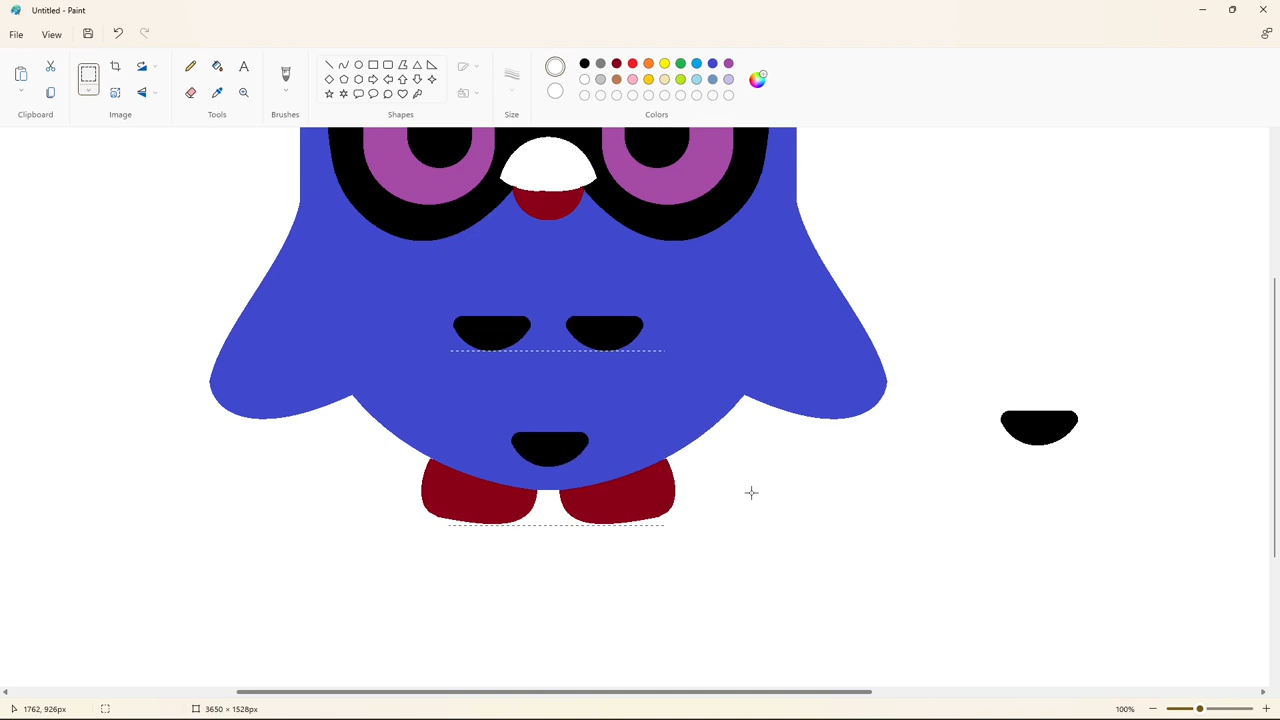 Untitled - Paint
File View
Clipboard Image Tools Brushes Shapes Size Colors
1762, 926px 3650 × 1528px 100%